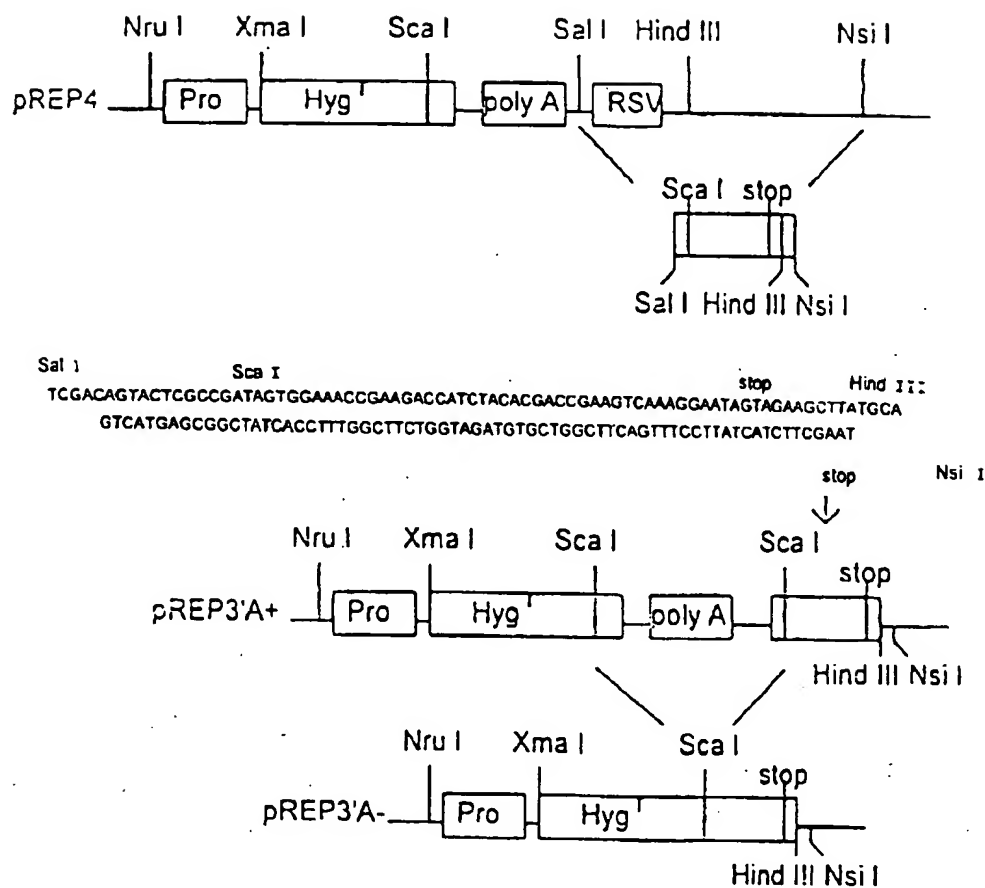 Nru I Xma I Sca I Sal I Hind III Nsi I
pREP4 Pro Hyg r poly A RSV
Sca I stop
Sal I Hind III Nsi I
Sal I Sca I stop Hind III
TCGACAGTACTCGCCGATAGTGGAAACCGAAGACCATCTACACGACCGAAGTCAAAGGAATAGTAGAAGCTTATGCA
GTCATGAGCGGCTATCACCTTTGGCTTCTGGTAGATGTGCTGGCTTCAGTTTCCTTATCATCTTCGAAT
stop Nsi I
Nru I Xma I Sca I Sca I
stop
pREP3'A+ Pro Hyg r poly A
Hind III Nsi I
Nru I Xma I Sca I
stop
pREP3'A- Pro Hyg r
Hind III Nsi I